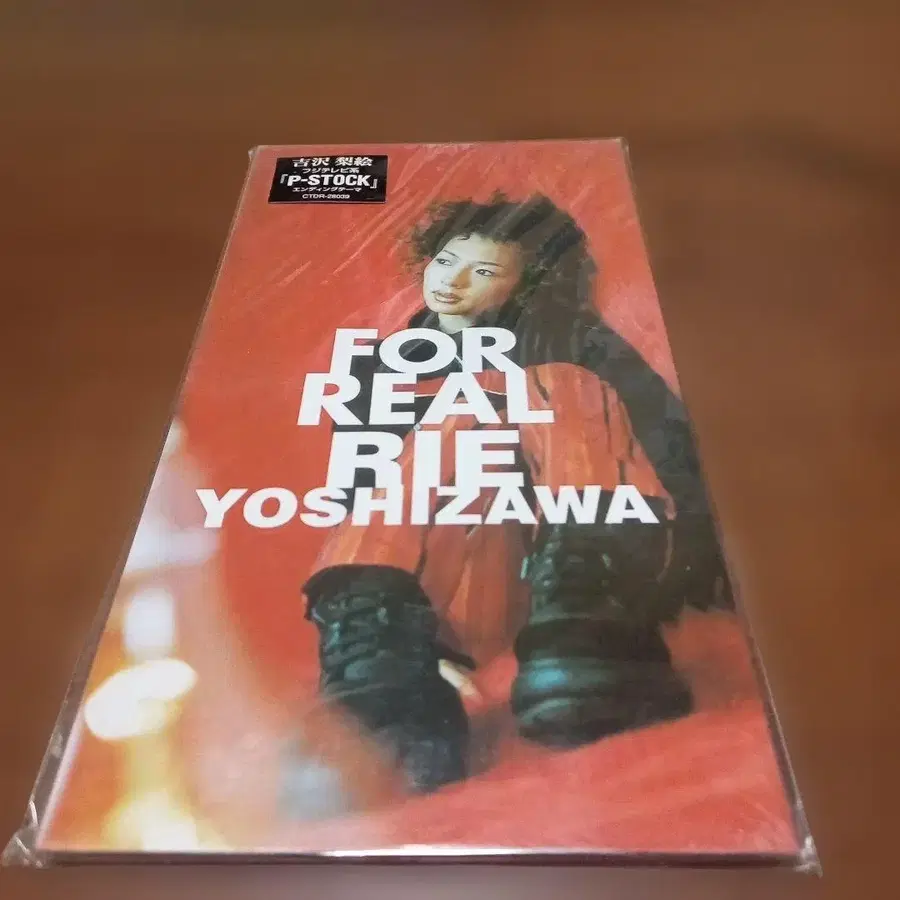 吉沢 梨絵
フジテレビ系
『P-STOCK』
エンディングテーマ
CTDR-28039
FOR
REAL
RIE
YOSHIZAWA